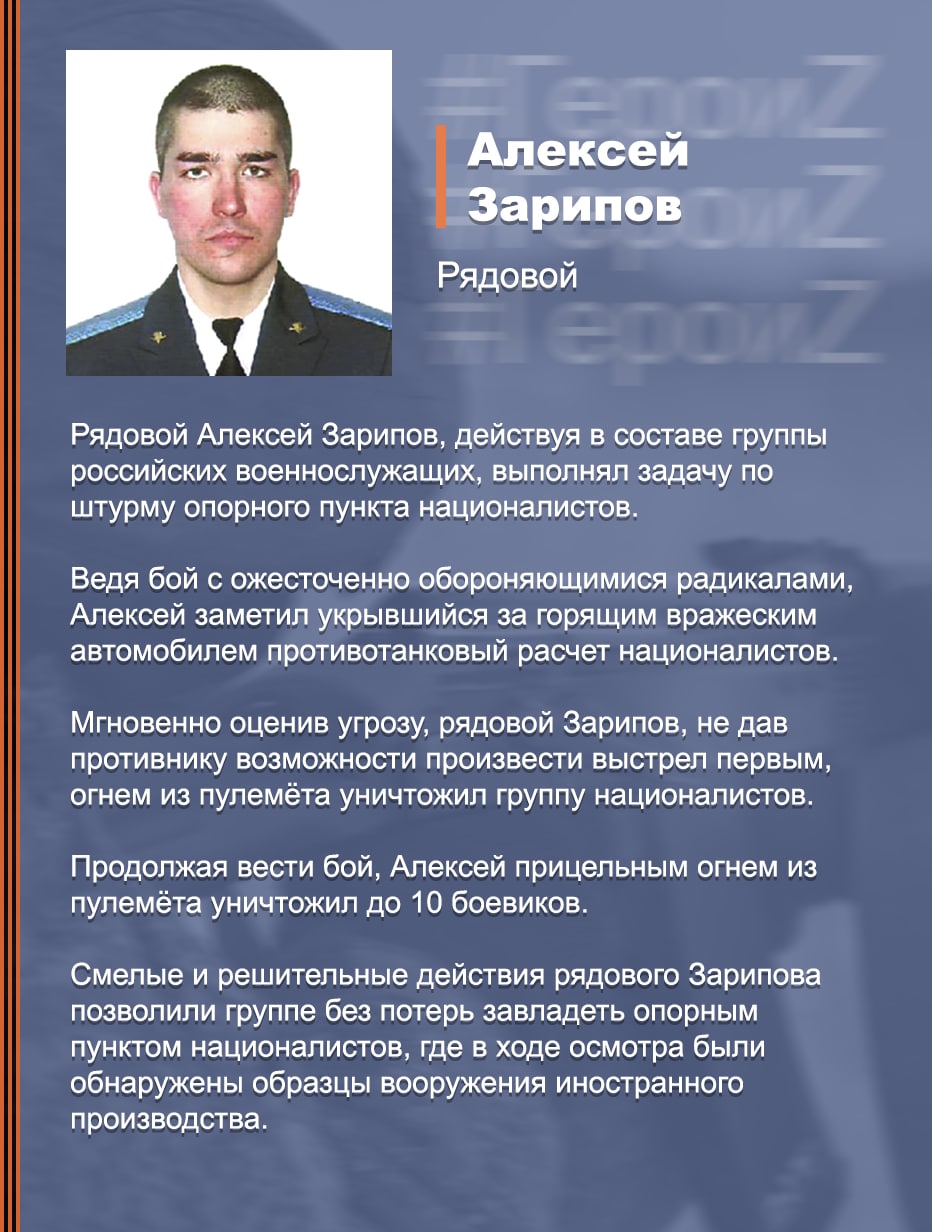 #ГероиZ
Алексей
#ГероиZ
Зарипов
Рядовой
#ГероиZ
Рядовой Алексей Зарипов, действуя в составе группы
российских военнослужащих, выполнял задачу по
штурму опорного пункта националистов.
Ведя бой с ожесточенно обороняющимися радикалами,
Алексей заметил укрывшийся за горящим вражеским
автомобилем противотанковый расчет националистов.
Мгновенно оценив угрозу, рядовой Зарипов, не дав
противнику возможности произвести выстрел первым,
огнем из пулемёта уничтожил группу националистов.
Продолжая вести бой, Алексей прицельным огнем из
пулемёта уничтожил до 10 боевиков.
Смелые и решительные действия рядового Зарипова
позволили группе без потерь завладеть опорным
пунктом националистов, где в ходе осмотра были
обнаружены образцы вооружения иностранного
производства.